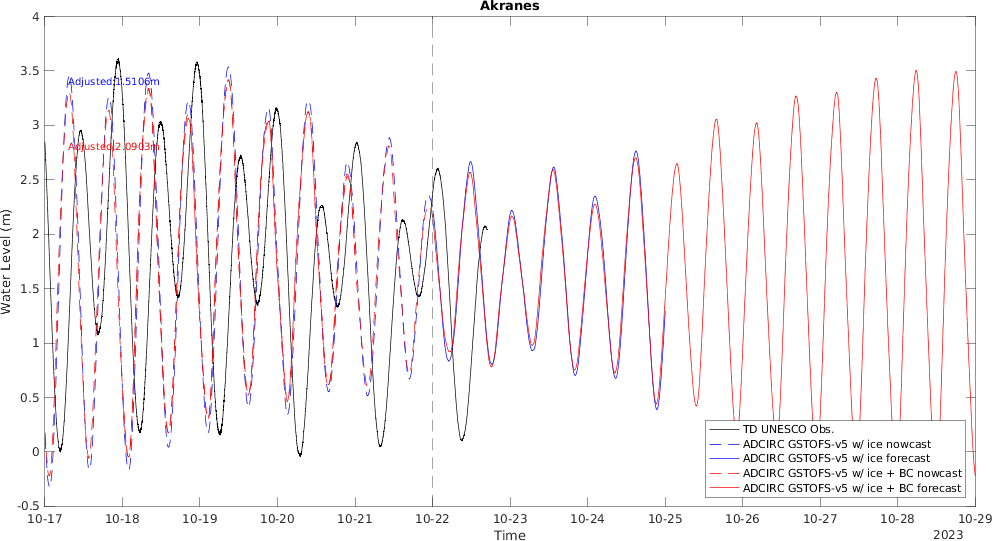 Akranes
4
3.5
3
2.5
2
1.5
1
0.5
0
-0.5
Water Level (m)
Adjusted:1.5106m
Adjusted:2.0903m
TD UNESCO Obs.
ADCIRC GSTOFS-v5 w/ ice nowcast
ADCIRC GSTOFS-v5 w/ ice forecast
ADCIRC GSTOFS-v5 w/ ice + BC nowcast
ADCIRC GSTOFS-v5 w/ ice + BC forecast
10-17 10-18 10-19 10-20 10-21 10-22 10-23 10-24 10-25 10-26 10-27 10-28 10-29
Time
2023